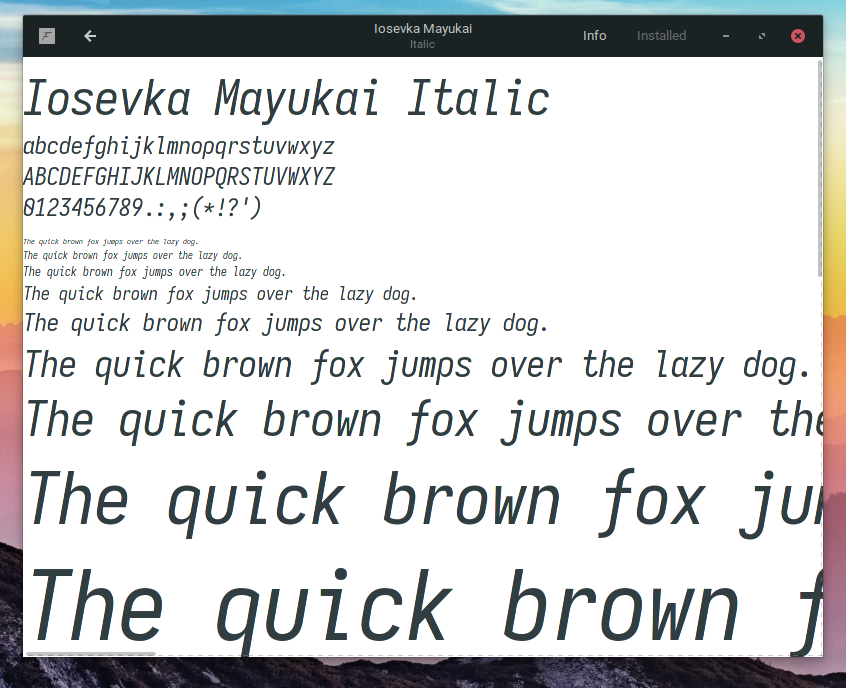 Iosevka Mayukai
Italic
Info
Installed
Iosevka Mayukai Italic
abcdefghijklmnopqrstuvwxyz
ABCDEFGHIJKLMNOPQRSTUVWXYZ
0123456789.:,;(*!?')
The quick brown fox jumps over the lazy dog.
The quick brown fox jumps over the lazy dog.
The quick brown fox jumps over the lazy dog.
The quick brown fox jumps over the lazy dog.
The quick brown fox jumps over the lazy dog.
The quick brown fox jumps over the lazy dog.
The quick brown fox jumps over the
The quick brown fox ju
The quick brown f